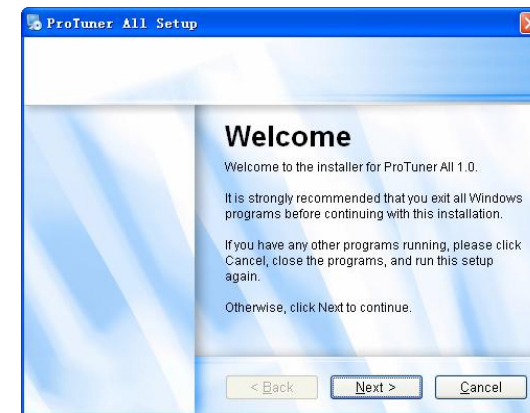 ProTuner All Setup
Welcome
Welcome to the installer for ProTuner All 1.0.
It is strongly recommended that you exit all Windows
programs before continuing with this installation.
If you have any other programs running, please click
Cancel, close the programs, and run this setup
again.
Otherwise, click Next to continue.
< Back
Next >
Cancel